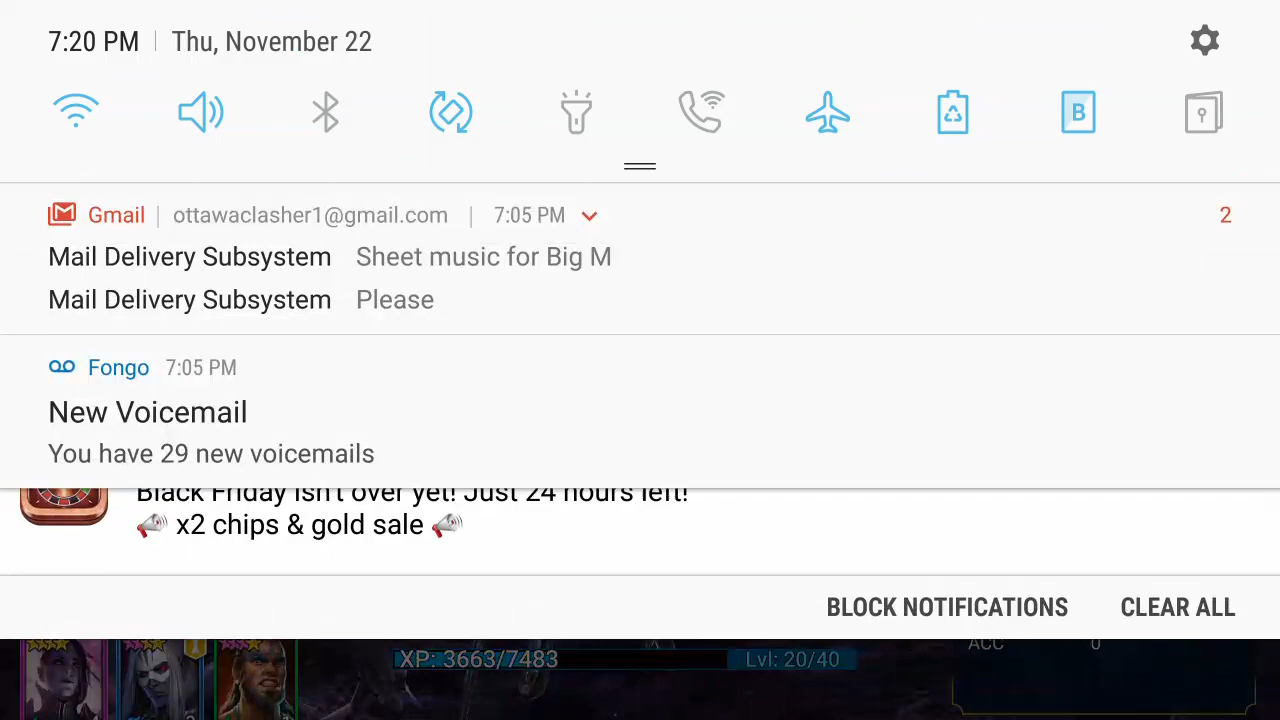 7:20 PM | Thu, November 22
B
Gmail | ottawaclasher1@gmail.com | 7:05 PM
2
Mail Delivery Subsystem Sheet music for Big M
Mail Delivery Subsystem Please
Fongo 7:05 PM
New Voicemail
You have 29 new voicemails
Black Friday isn't over yet! Just 24 hours left!
x2 chips & gold sale
BLOCK NOTIFICATIONS CLEAR ALL
ACC 0
XP: 3663/7483 Lvl: 20/40